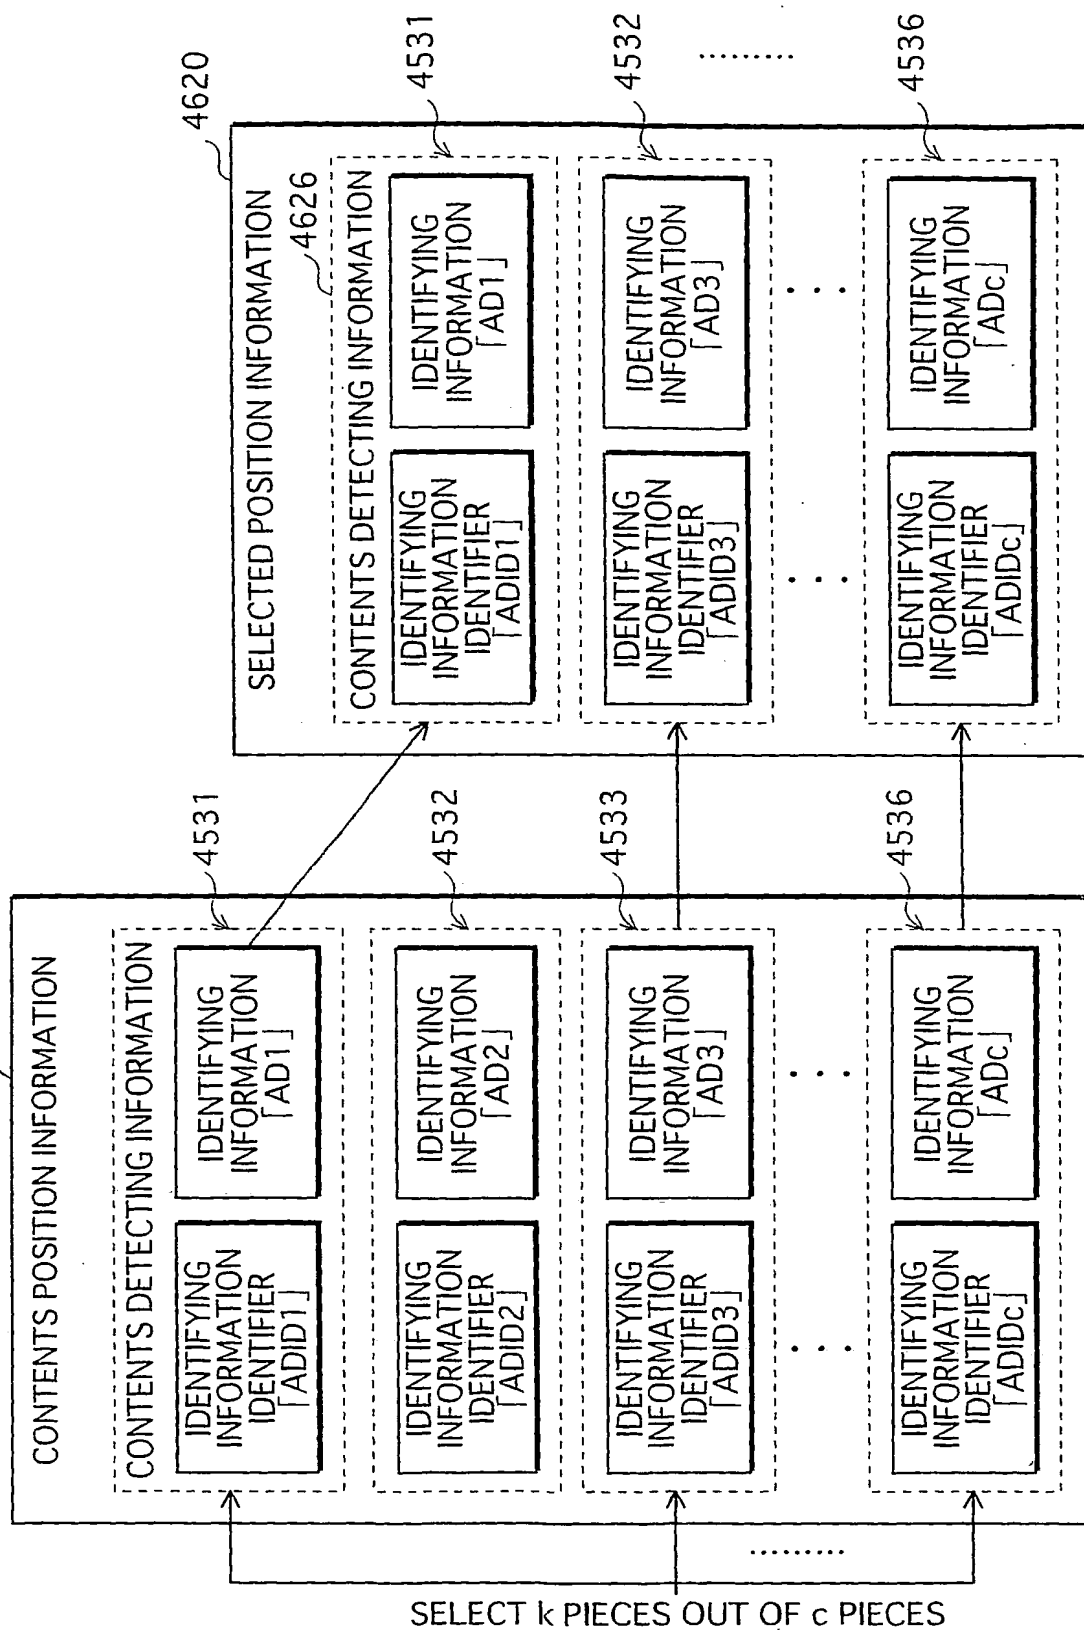 CONTENTS POSITION INFORMATION
CONTENTS DETECTING INFORMATION
4531
IDENTIFYING
INFORMATION
IDENTIFIER
「ADID1」
IDENTIFYING
INFORMATION
「AD1」
4532
IDENTIFYING
INFORMATION
IDENTIFIER
「ADID2」
IDENTIFYING
INFORMATION
「AD2」
4533
IDENTIFYING
INFORMATION
IDENTIFIER
「ADID3」
IDENTIFYING
INFORMATION
「AD3」
4536
IDENTIFYING
INFORMATION
IDENTIFIER
「ADIDc」
IDENTIFYING
INFORMATION
「ADc」
SELECT k PIECES OUT OF c PIECES
4620
SELECTED POSITION INFORMATION
4626
CONTENTS DETECTING INFORMATION
4531
IDENTIFYING
INFORMATION
IDENTIFIER
「ADID1」
IDENTIFYING
INFORMATION
「AD1」
4532
IDENTIFYING
INFORMATION
IDENTIFIER
「ADID3」
IDENTIFYING
INFORMATION
「AD3」
4536
IDENTIFYING
INFORMATION
IDENTIFIER
「ADIDc」
IDENTIFYING
INFORMATION
「ADc」